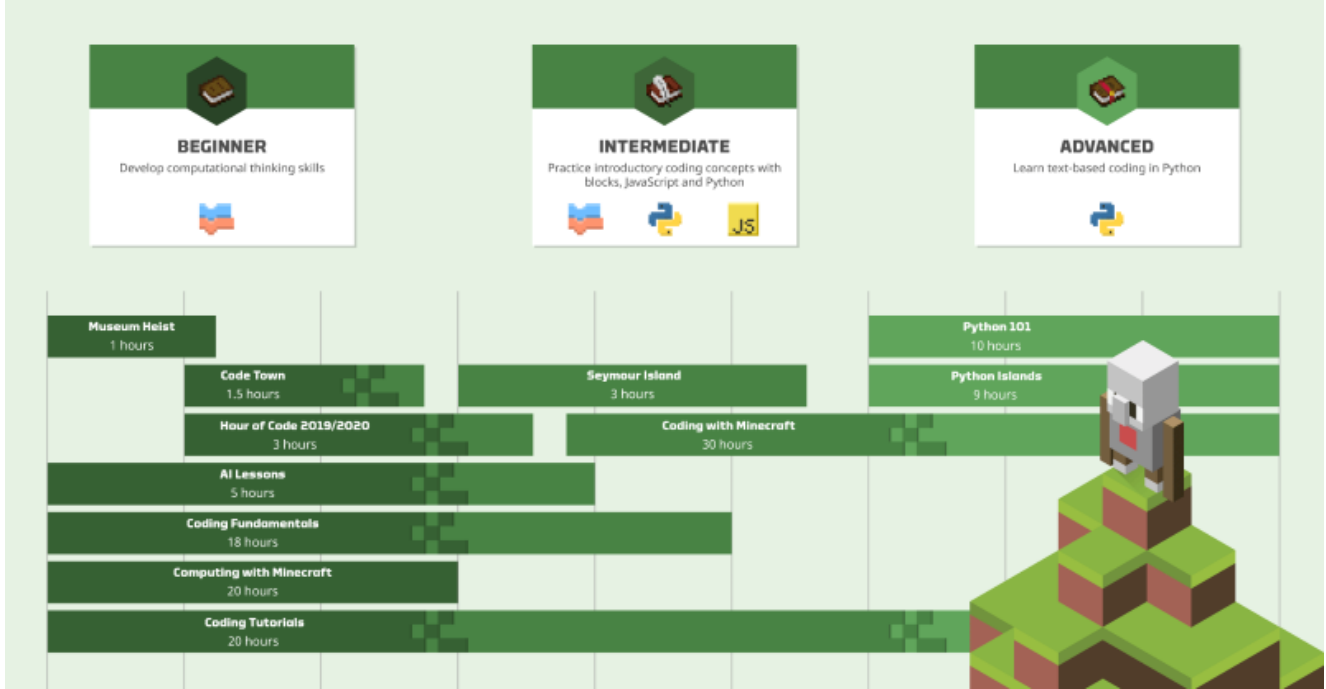 BEGINNER
Develop computational thinking skills
INTERMEDIATE
Practice introductory coding concepts with
blocks, JavaScript and Python
JS
ADVANCED
Learn text-based coding in Python
Museum Heist
1 hours
Python 101
10 hours
Code Town
1.5 hours
Seymour Island
3 hours
Python Islands
9 hours
Hour of Code 2019/2020
3 hours
Coding with Minecraft
30 hours
AI Lessons
5 hours
Coding Fundamentals
18 hours
Computing with Minecraft
20 hours
Coding Tutorials
20 hours